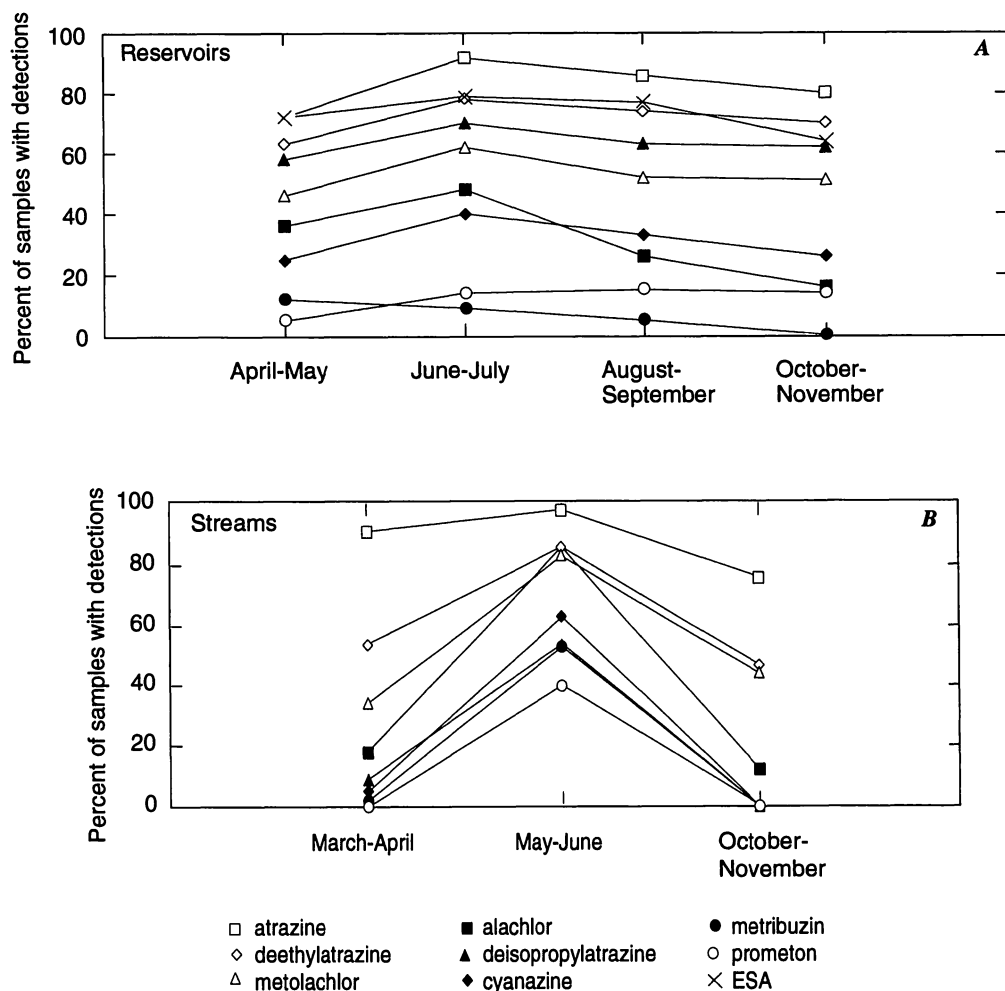 Percent of samples with detections
100
80
60
40
20
0
Reservoirs
A
April-May
June-July
August-
September
October-
November
Percent of samples with detections
100
80
60
40
20
0
Streams
B
March-April
May-June
October-
November
atrazine
alachlor
metribuzin
deethylatrazine
deisopropylatrazine
prometon
metolachlor
cyanazine
ESA